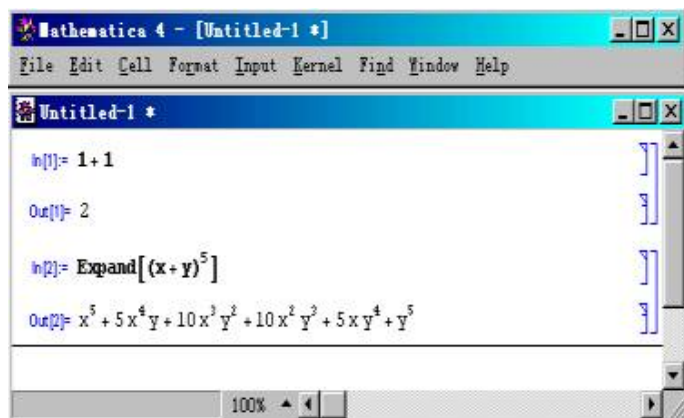 Mathematica 4 - [Untitled-1 *]
File Edit Cell Format Input Kernel Find Window Help
Untitled-1 *
In[1]:= 1+1
Out[1]= 2
In[2]:= Expand[(x+y)^5]
Out[2]= x^5 + 5 x^4 y + 10 x^3 y^2 + 10 x^2 y^3 + 5 x y^4 + y^5
100%